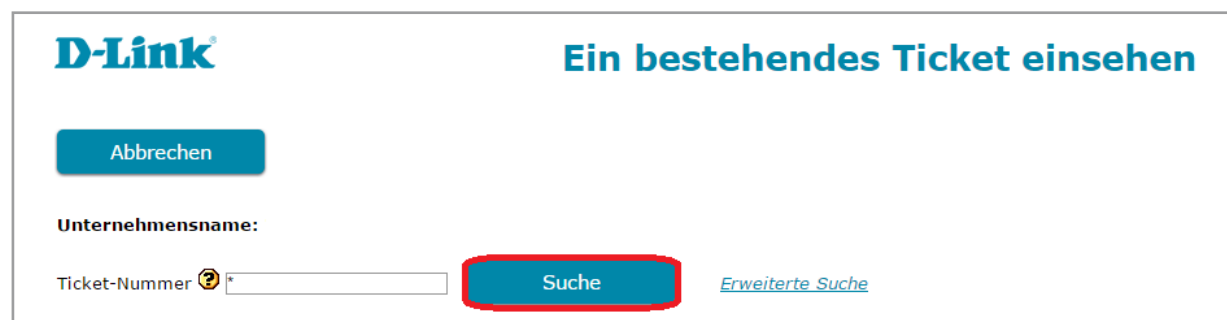 D-Link
Ein bestehendes Ticket einsehen
Abbrechen
Unternehmensname:
Ticket-Nummer ? * Suche Erweiterte Suche